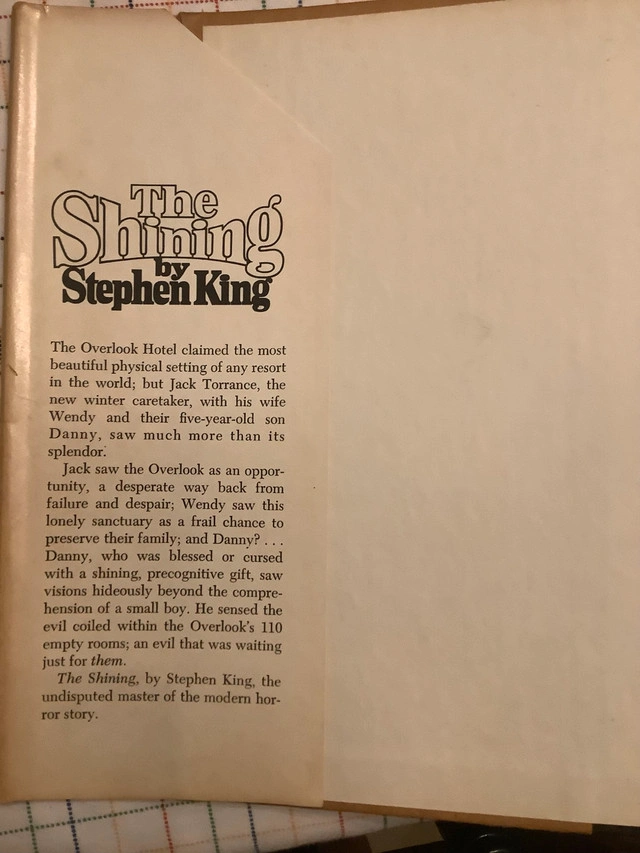 The
Shining
by
Stephen King
The Overlook Hotel claimed the most
beautiful physical setting of any resort
in the world; but Jack Torrance, the
new winter caretaker, with his wife
Wendy and their five-year-old son
Danny, saw much more than its
splendor.
Jack saw the Overlook as an oppor-
tunity, a desperate way back from
failure and despair; Wendy saw this
lonely sanctuary as a frail chance to
preserve their family; and Danny? . . .
Danny, who was blessed or cursed
with a shining, precognitive gift, saw
visions hideously beyond the compre-
hension of a small boy. He sensed the
evil coiled within the Overlook's 110
empty rooms; an evil that was waiting
just for them.
The Shining, by Stephen King, the
undisputed master of the modern hor-
ror story.